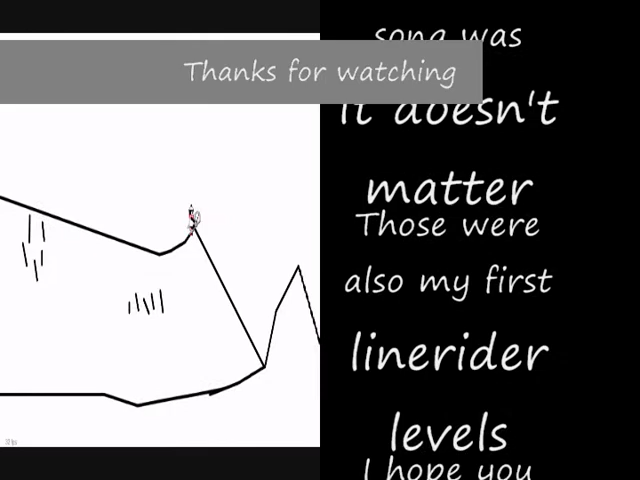 song was
Thanks for watching
it doesn't
matter
Those were
also my first
linerider
levels
I hope you